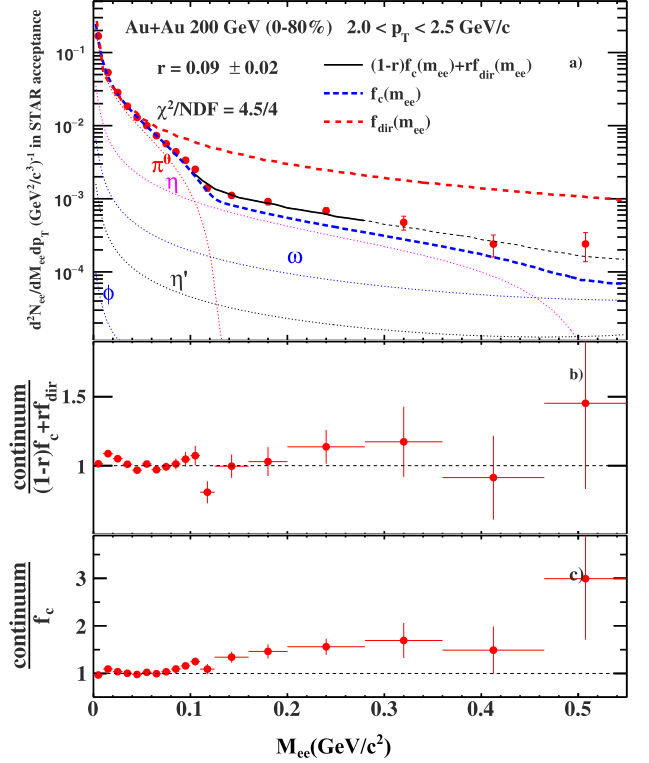 Au+Au 200 GeV (0-80%) 2.0 < p_T < 2.5 GeV/c
r = 0.09 ± 0.02
χ²/NDF = 4.5/4
(1-r)f_c(m_ee)+rf_dir(m_ee)
f_c(m_ee)
f_dir(m_ee)
a)
d²N_ee/dM_ee dp_T (GeV²/c³)⁻¹ in STAR acceptance
10⁻¹
10⁻²
10⁻³
10⁻⁴
π⁰
η
ω
η'
ϕ
b)
continuum
(1-r)f_c+rf_dir
1.5
1
c)
continuum
f_c
3
2
1
0 0.1 0.2 0.3 0.4 0.5
M_ee(GeV/c²)